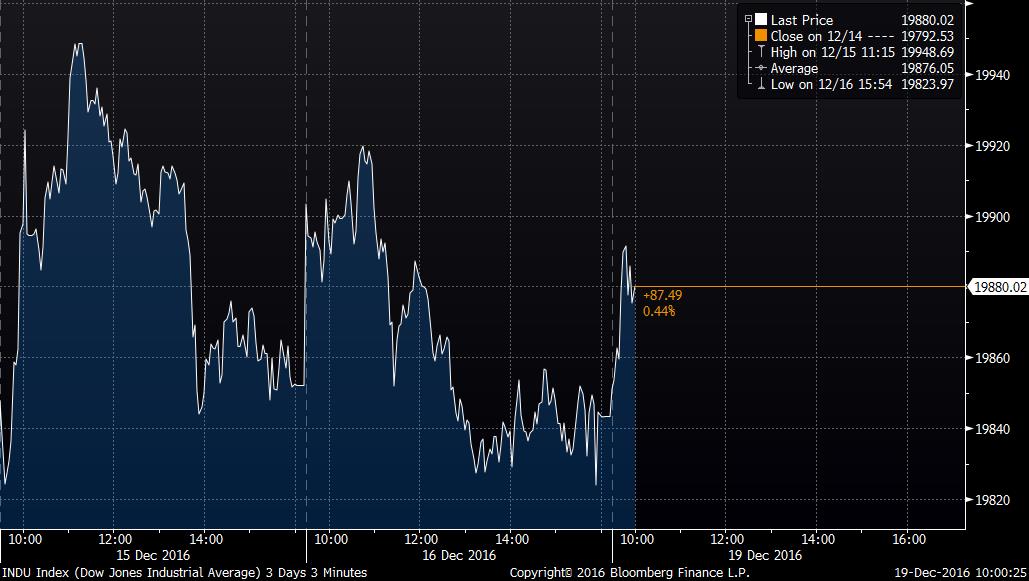 Last Price 19880.02
Close on 12/14 ---- 19792.53
High on 12/15 11:15 19948.69
Average 19876.05
Low on 12/16 15:54 19823.97
19940
19920
19900
19880.02
+87.49
0.44%
19860
19840
19820
10:00 12:00 14:00 10:00 12:00 14:00 10:00 12:00 14:00 16:00
15 Dec 2016 16 Dec 2016 19 Dec 2016
INDU Index (Dow Jones Industrial Average) 3 Days 3 Minutes Copyright© 2016 Bloomberg Finance L.P. 19-Dec-2016 10:00:25